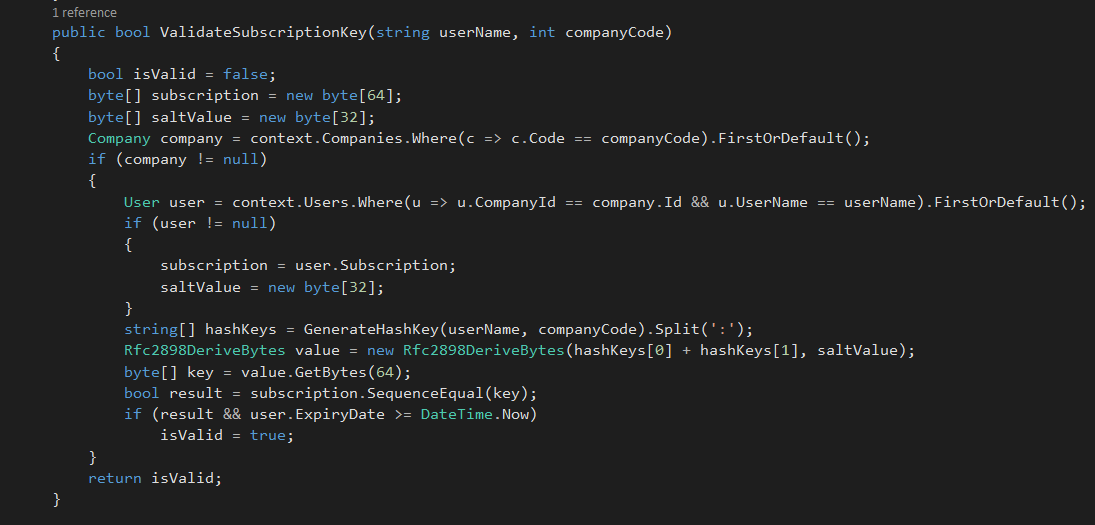 1 reference
public bool ValidateSubscriptionKey(string userName, int companyCode)
{
bool isValid = false;
byte[] subscription = new byte[64];
byte[] saltValue = new byte[32];
Company company = context.Companies.Where(c => c.Code == companyCode).FirstOrDefault();
if (company != null)
{
User user = context.Users.Where(u => u.CompanyId == company.Id && u.UserName == userName).FirstOrDefault();
if (user != null)
{
subscription = user.Subscription;
saltValue = new byte[32];
}
string[] hashKeys = GenerateHashKey(userName, companyCode).Split(':');
Rfc2898DeriveBytes value = new Rfc2898DeriveBytes(hashKeys[0] + hashKeys[1], saltValue);
byte[] key = value.GetBytes(64);
bool result = subscription.SequenceEqual(key);
if (result && user.ExpiryDate >= DateTime.Now)
isValid = true;
}
return isValid;
}